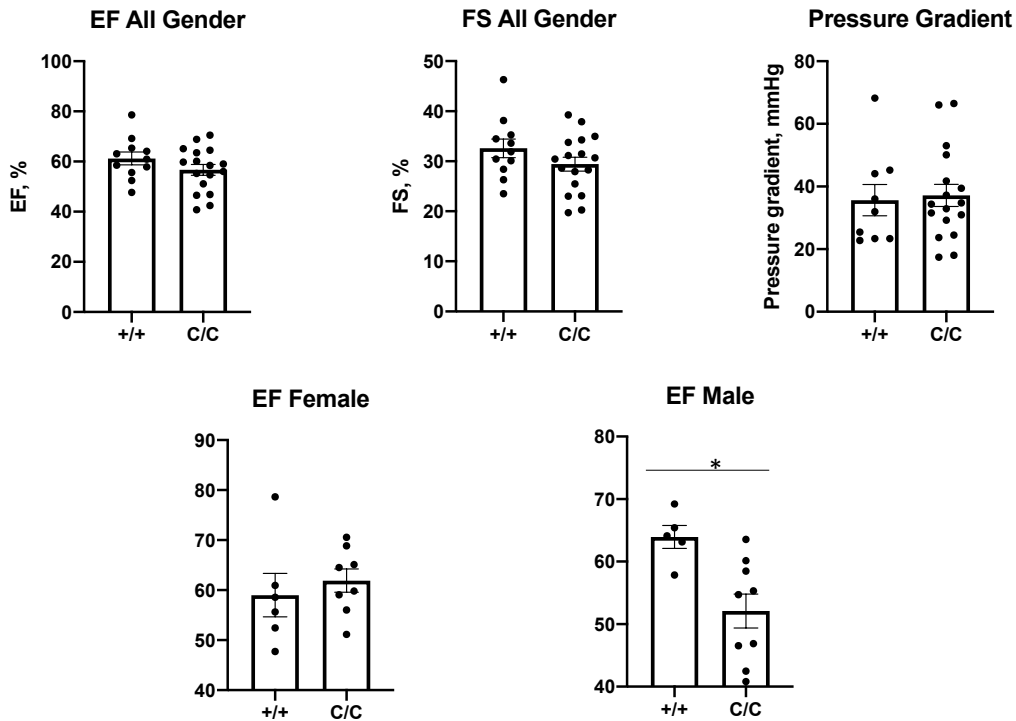 EF All Gender
EF, %
100
80
60
40
20
0
+/+ C/C
FS All Gender
FS, %
50
40
30
20
10
0
+/+ C/C
Pressure Gradient
Pressure gradient, mmHg
80
60
40
20
0
+/+ C/C
EF Female
90
80
70
60
50
40
+/+ C/C
EF Male
80
70
60
50
40
*
+/+ C/C